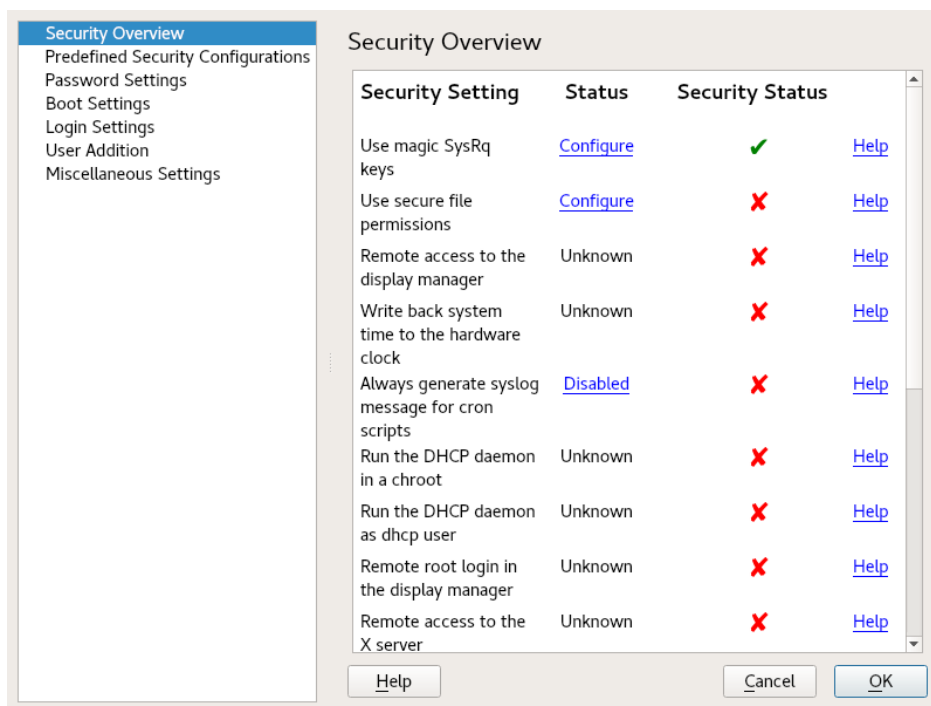 Security Overview
Predefined Security Configurations
Password Settings
Boot Settings
Login Settings
User Addition
Miscellaneous Settings
Security Overview
Security Setting Status Security Status
Use magic SysRq Configure ✔ Help
keys
Use secure file Configure ✘ Help
permissions
Remote access to the Unknown ✘ Help
display manager
Write back system Unknown ✘ Help
time to the hardware
clock
Always generate syslog Disabled ✘ Help
message for cron
scripts
Run the DHCP daemon Unknown ✘ Help
in a chroot
Run the DHCP daemon Unknown ✘ Help
as dhcp user
Remote root login in Unknown ✘ Help
the display manager
Remote access to the Unknown ✘ Help
X server
Help Cancel OK